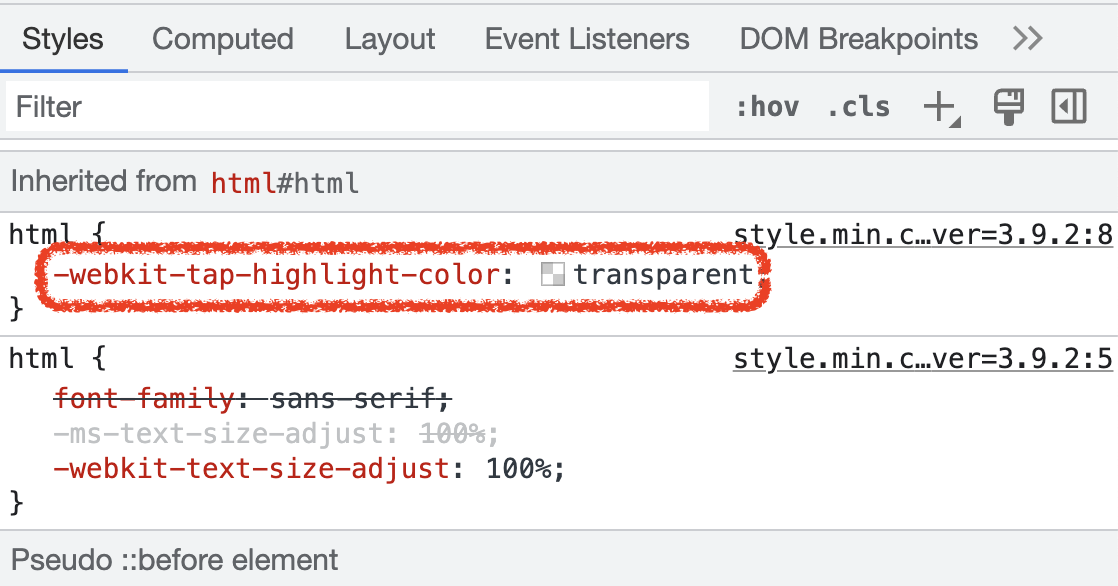 Styles Computed Layout Event Listeners DOM Breakpoints >>
Filter :hov .cls +
Inherited from html#html
html { style.min.c…ver=3.9.2:8
-webkit-tap-highlight-color: transparent;
}
html { style.min.c…ver=3.9.2:5
font-family: sans-serif;
-ms-text-size-adjust: 100%;
-webkit-text-size-adjust: 100%;
}
Pseudo ::before element